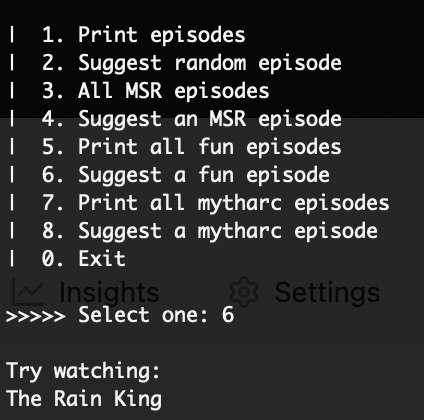 |  1. Print episodes
|  2. Suggest random episode
|  3. All MSR episodes
|  4. Suggest an MSR episode
|  5. Print all fun episodes
|  6. Suggest a fun episode
|  7. Print all mytharc episodes
|  8. Suggest a mytharc episode
|  0. Exit
Insights Settings
>>>>> Select one: 6
Try watching:
The Rain King